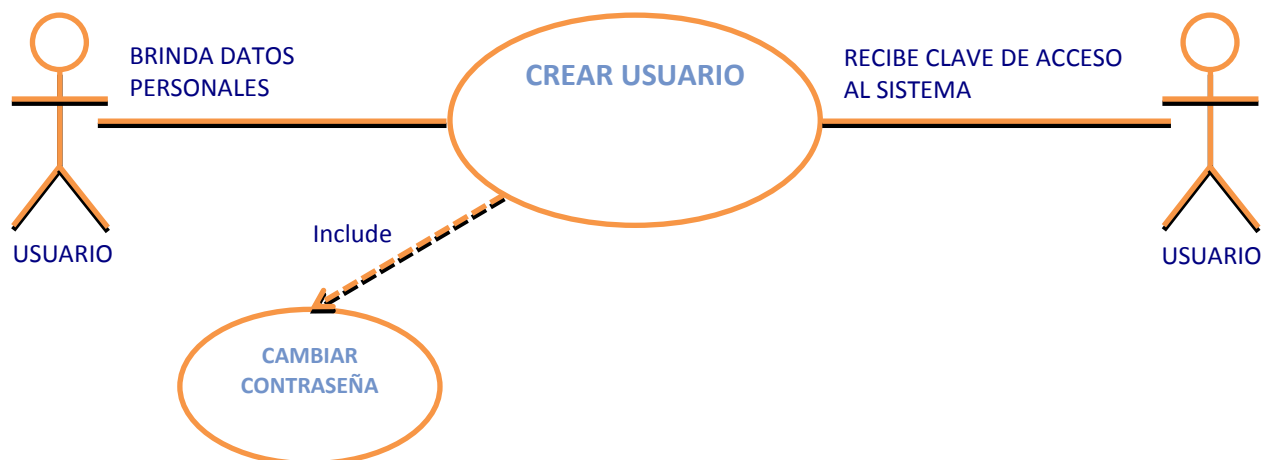 BRINDA DATOS
PERSONALES
CREAR USUARIO
RECIBE CLAVE DE ACCESO
AL SISTEMA
USUARIO
Include
USUARIO
CAMBIAR
CONTRASEÑA